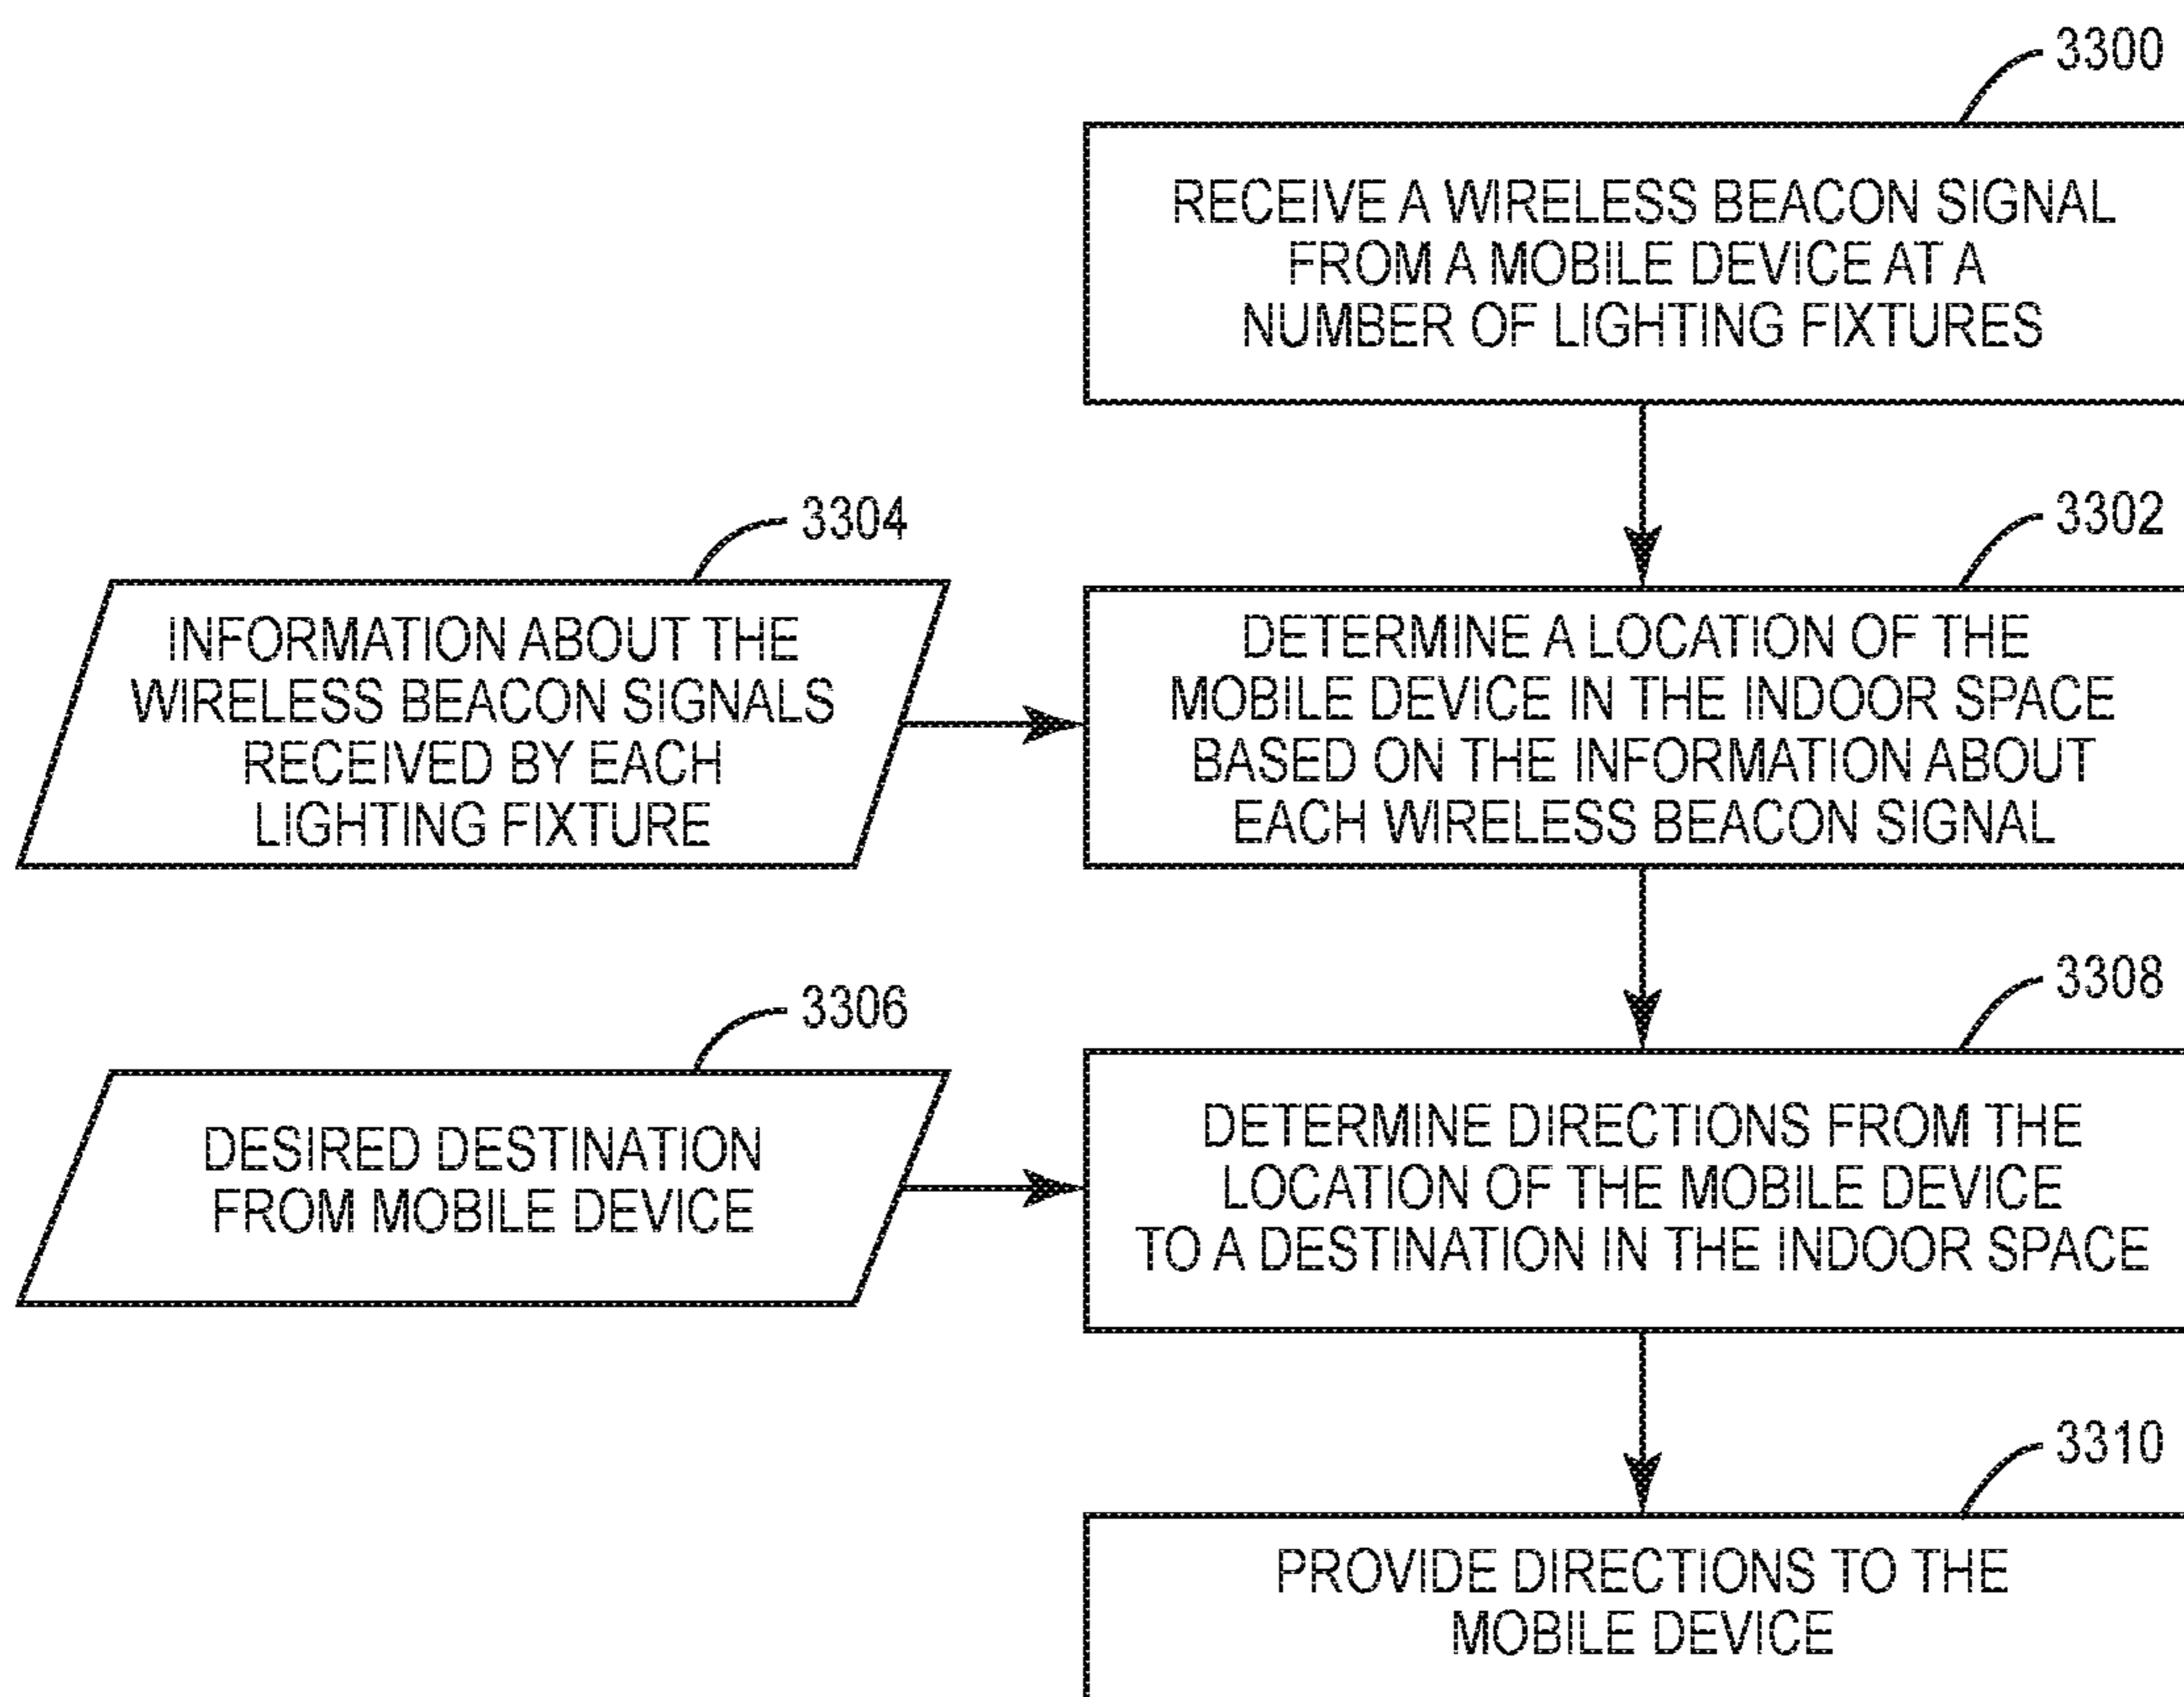 3300
RECEIVE A WIRELESS BEACON SIGNAL
FROM A MOBILE DEVICE AT A
NUMBER OF LIGHTING FIXTURES
3304
INFORMATION ABOUT THE
WIRELESS BEACON SIGNALS
RECEIVED BY EACH
LIGHTING FIXTURE
3302
DETERMINE A LOCATION OF THE
MOBILE DEVICE IN THE INDOOR SPACE
BASED ON THE INFORMATION ABOUT
EACH WIRELESS BEACON SIGNAL
3306
DESIRED DESTINATION
FROM MOBILE DEVICE
3308
DETERMINE DIRECTIONS FROM THE
LOCATION OF THE MOBILE DEVICE
TO A DESTINATION IN THE INDOOR SPACE
3310
PROVIDE DIRECTIONS TO THE
MOBILE DEVICE